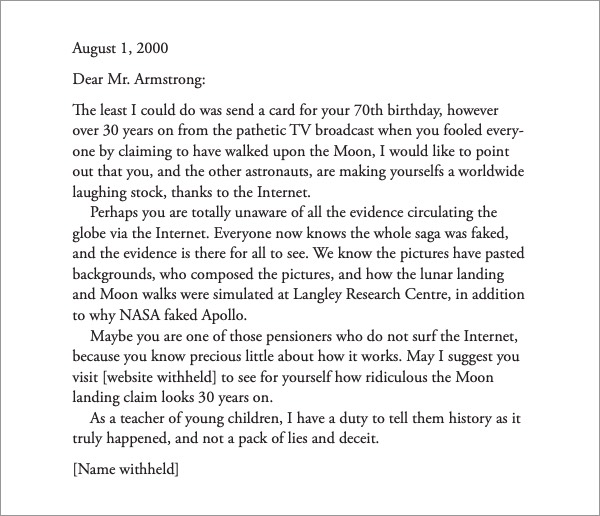 August 1, 2000
Dear Mr. Armstrong:
The least I could do was send a card for your 70th birthday, however
over 30 years on from the pathetic TV broadcast when you fooled every-
one by claiming to have walked upon the Moon, I would like to point
out that you, and the other astronauts, are making yourselfs a worldwide
laughing stock, thanks to the Internet.
Perhaps you are totally unaware of all the evidence circulating the
globe via the Internet. Everyone now knows the whole saga was faked,
and the evidence is there for all to see. We know the pictures have pasted
backgrounds, who composed the pictures, and how the lunar landing
and Moon walks were simulated at Langley Research Centre, in addition
to why NASA faked Apollo.
Maybe you are one of those pensioners who do not surf the Internet,
because you know precious little about how it works. May I suggest you
visit [website withheld] to see for yourself how ridiculous the Moon
landing claim looks 30 years on.
As a teacher of young children, I have a duty to tell them history as it
truly happened, and not a pack of lies and deceit.
[Name withheld]